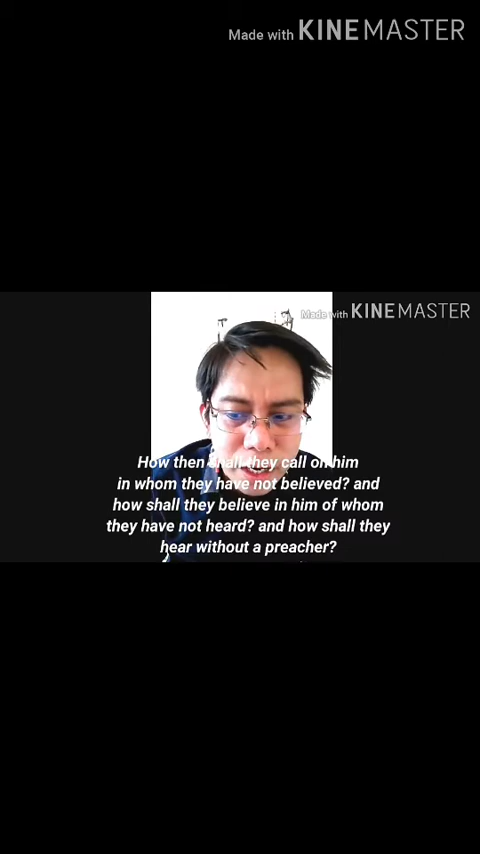 Made with KINEMASTER
Made with KINEMASTER
How then shall they call on him
in whom they have not believed? and
how shall they believe in him of whom
they have not heard? and how shall they
hear without a preacher?